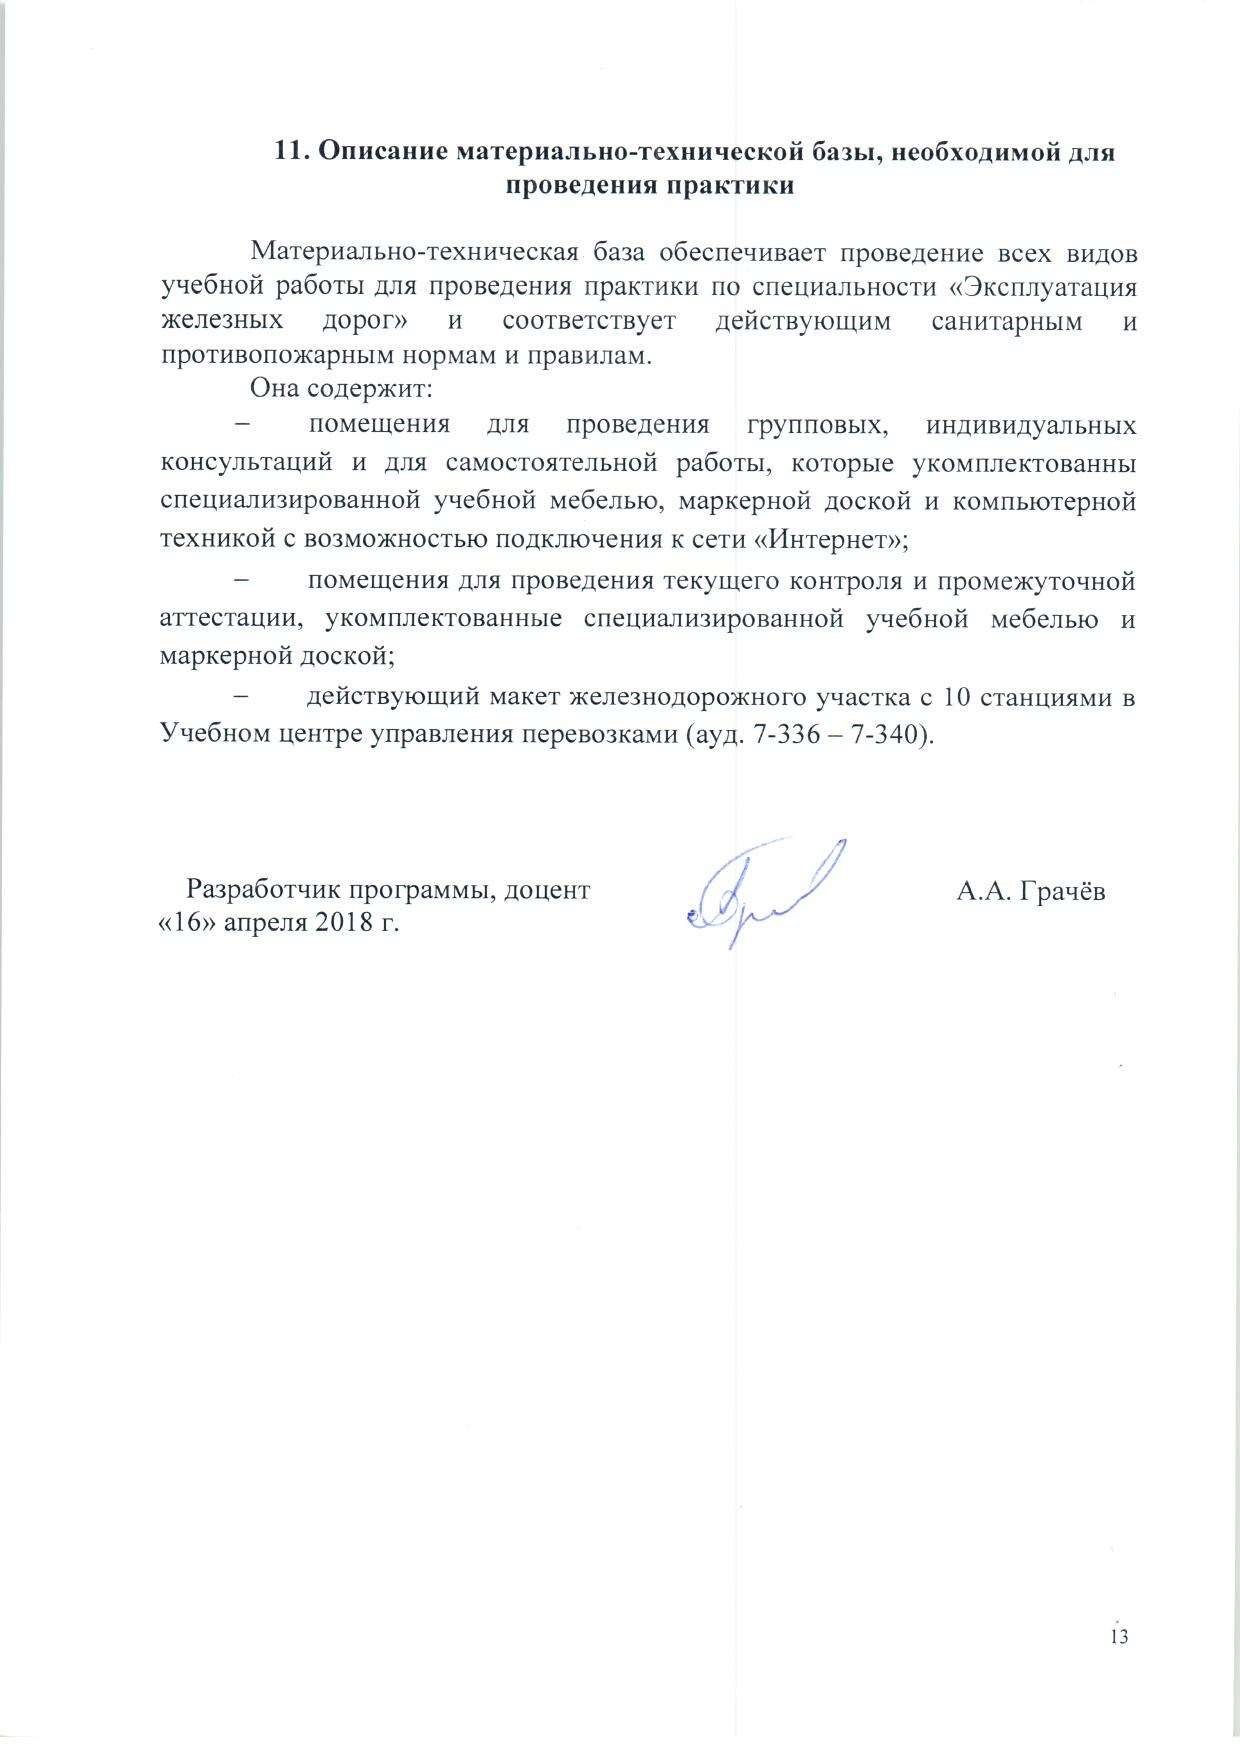 11. Описание материально-технической базы, необходимой для
проведения практики
Материально-техническая база обеспечивает проведение всех видов
учебной работы для проведения практики по специальности «Эксплуатация
железных дорог» и соответствует действующим санитарным и
противопожарным нормам и правилам.
Она содержит:
– помещения для проведения групповых, индивидуальных
консультаций и для самостоятельной работы, которые укомплектованны
специализированной учебной мебелью, маркерной доской и компьютерной
техникой с возможностью подключения к сети «Интернет»;
– помещения для проведения текущего контроля и промежуточной
аттестации, укомплектованные специализированной учебной мебелью и
маркерной доской;
– действующий макет железнодорожного участка с 10 станциями в
Учебном центре управления перевозками (ауд. 7-336 – 7-340).
Разработчик программы, доцент А.А. Грачёв
«16» апреля 2018 г.
13